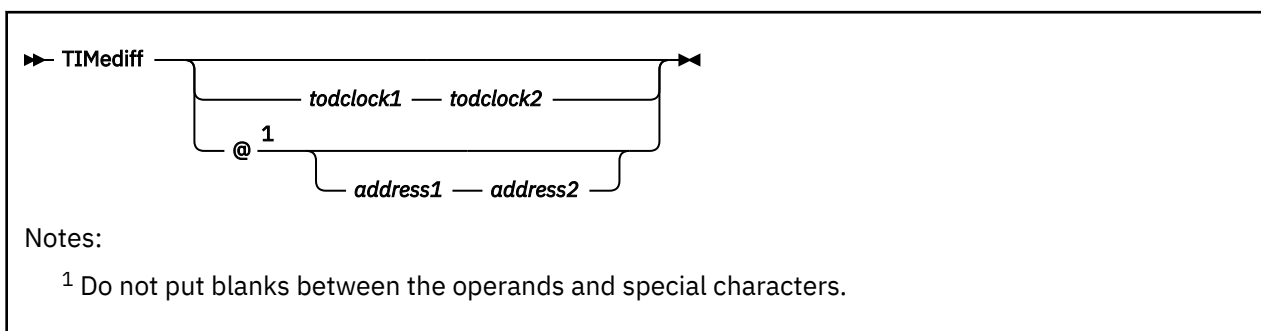 TIMediff
todclock1 todclock2
@ 1
address1 address2
Notes:
1 Do not put blanks between the operands and special characters.